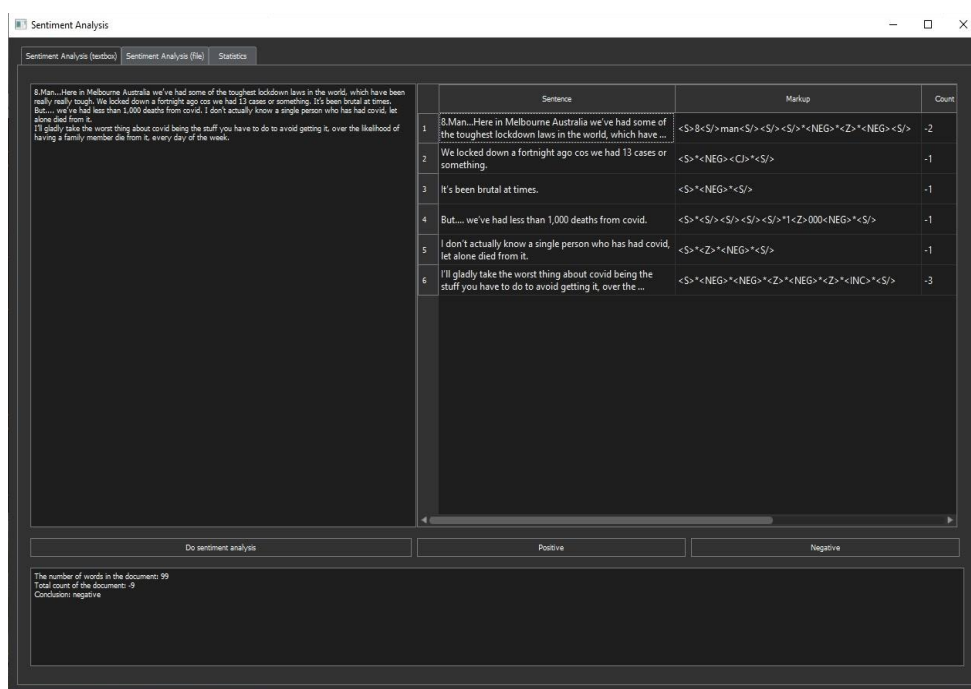 Sentiment Analysis
Sentiment Analysis (textbox) Sentiment Analysis (file) Statistics
8.Man...Here in Melbourne Australia we've had some of the toughest lockdown laws in the world, which have been
really really tough. We locked down a fortnight ago cos we had 13 cases or something. It's been brutal at times.
But.... we've had less than 1,000 deaths from covid. I don't actually know a single person who has had covid, let
alone died from it.
I'll gladly take the worst thing about covid being the stuff you have to do to avoid getting it, over the likelihood of
having a family member die from it, every day of the week.
Sentence Markup Count
1 8.Man...Here in Melbourne Australia we've had some of
the toughest lockdown laws in the world, which have ... <S>8<S/>man<S/><S/><S/>*<NEG>*<Z>*<NEG><S/> -2
2 We locked down a fortnight ago cos we had 13 cases or
something. <S>*<NEG><CJ>*<S/> -1
3 It's been brutal at times. <S>*<NEG>*<S/> -1
4 But.... we've had less than 1,000 deaths from covid. <S>*<S/><S/><S/><S/>*1<Z>000<NEG>*<S/> -1
5 I don't actually know a single person who has had covid,
let alone died from it. <S>*<Z>*<NEG>*<S/> -1
6 I'll gladly take the worst thing about covid being the
stuff you have to do to avoid getting it, over the ... <S>*<NEG>*<NEG>*<Z>*<NEG>*<Z>*<INC>*<S/> -3
Do sentiment analysis Positive Negative
The number of words in the document: 99
Total count of the document: -9
Conclusion: negative